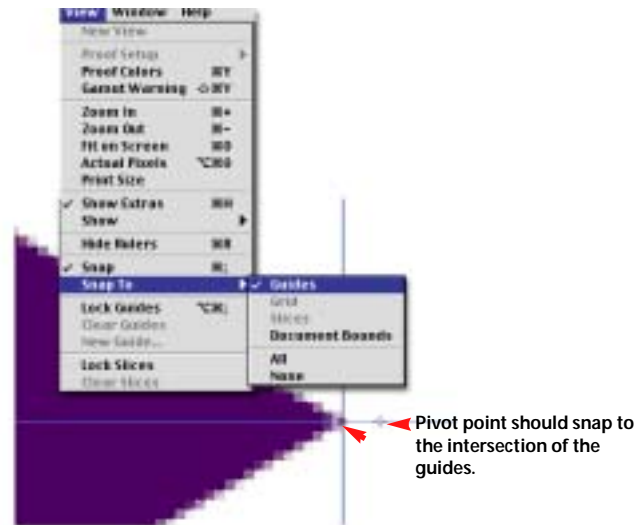 View Window Help
New View
Proof Setup
Proof Colors ⌘Y
Gamut Warning ⇧⌘Y
Zoom In ⌘+
Zoom Out ⌘-
Fit on Screen ⌘0
Actual Pixels ⌥⌘0
Print Size
✓ Show Extras ⌘H
Show
Hide Rulers ⌘R
✓ Snap ⌘;
Snap To
✓ Guides
Grid
Slices
Document Bounds
All
None
Lock Guides ⌥⌘;
Clear Guides
New Guide...
Lock Slices
Clear Slices
Pivot point should snap to
the intersection of the
guides.